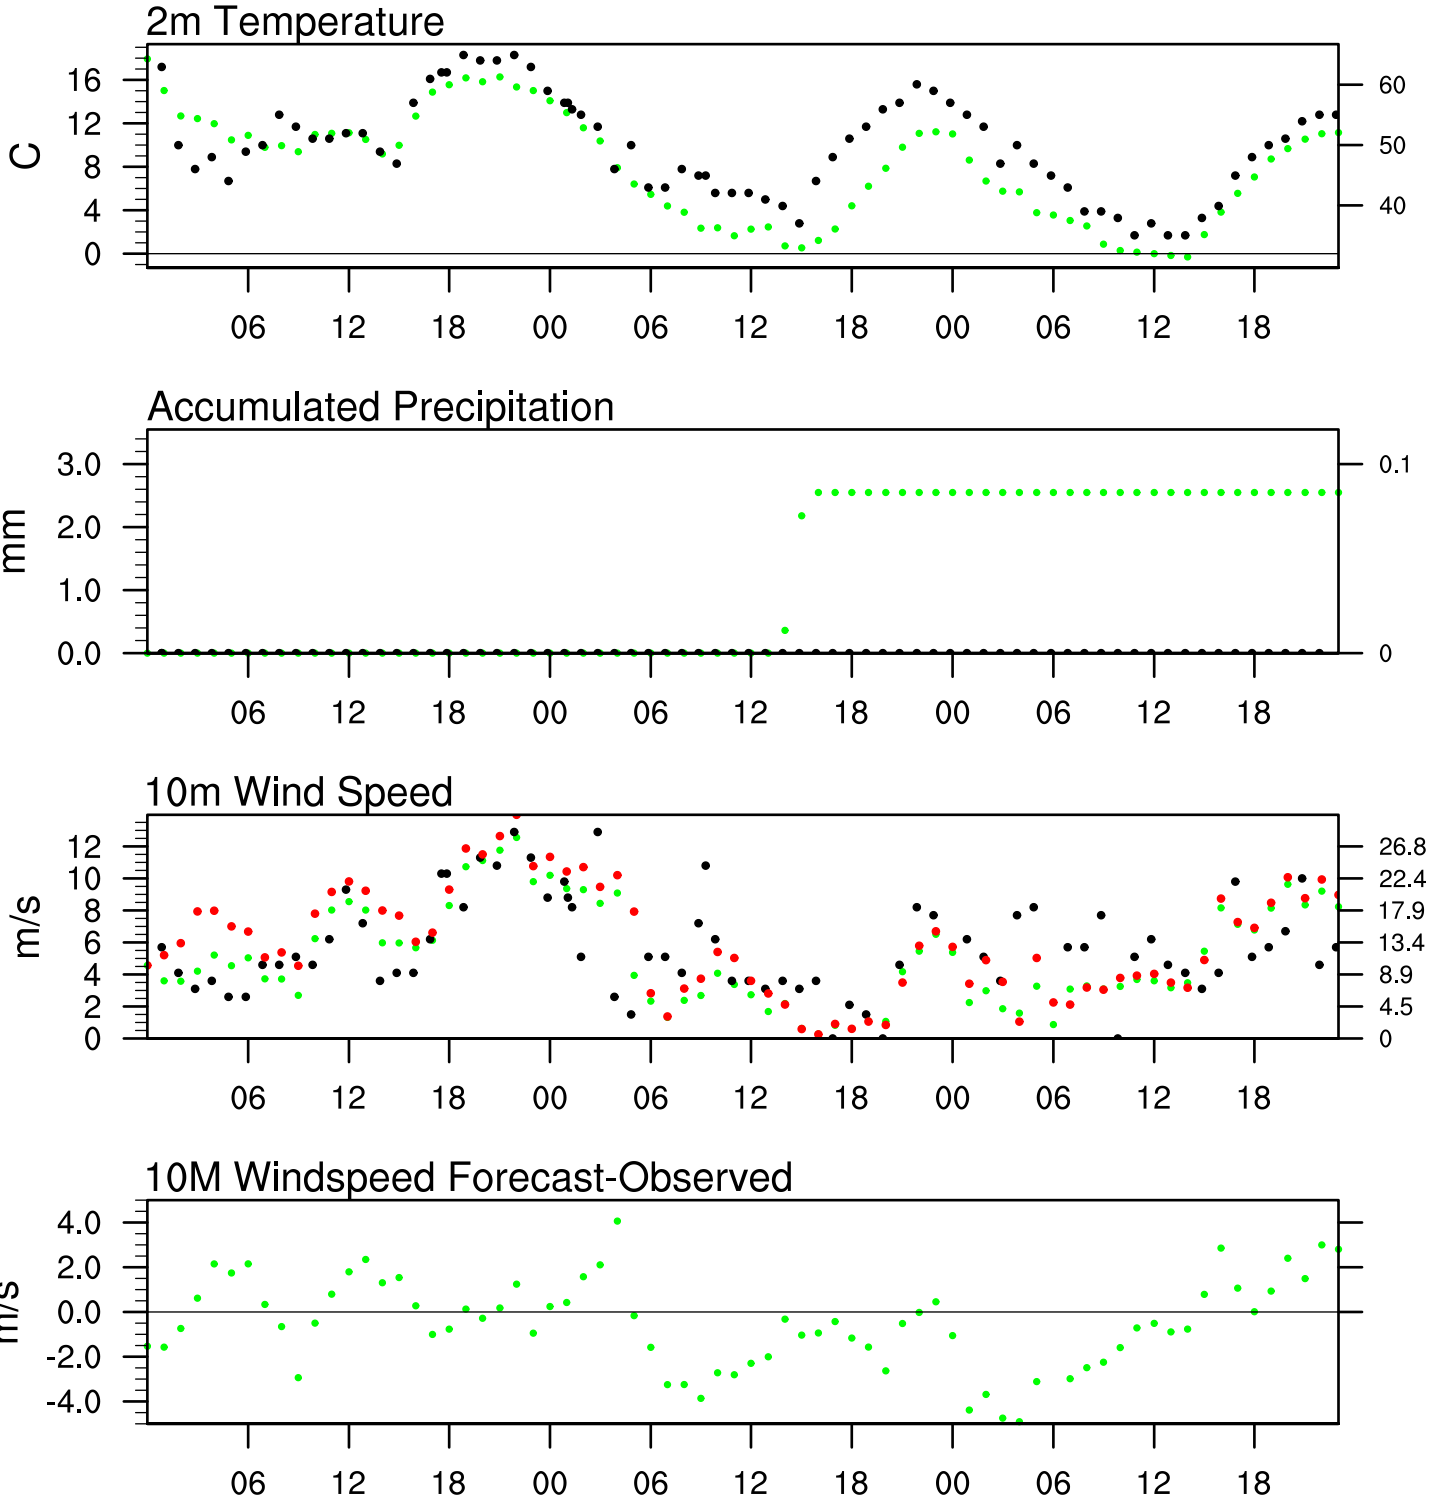 2m Temperature
C
16
12
8
4
0
60
50
40
06 12 18 00 06 12 18 00 06 12 18
Accumulated Precipitation
mm
3.0
2.0
1.0
0.0
0.1
0
06 12 18 00 06 12 18 00 06 12 18
10m Wind Speed
m/s
12
10
8
6
4
2
0
26.8
22.4
17.9
13.4
8.9
4.5
0
06 12 18 00 06 12 18 00 06 12 18
10M Windspeed Forecast-Observed
m/s
4.0
2.0
0.0
-2.0
-4.0
06 12 18 00 06 12 18 00 06 12 18